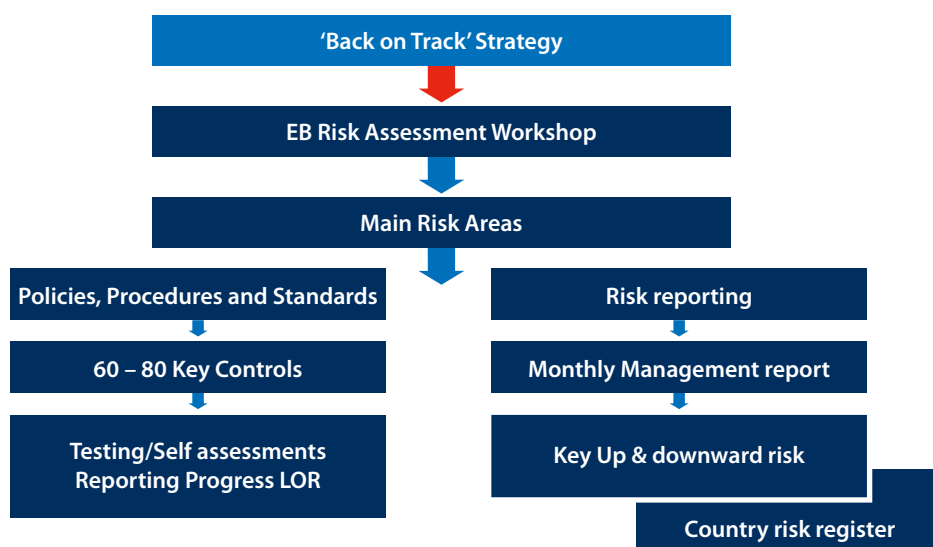 ‘Back on Track’ Strategy
EB Risk Assessment Workshop
Main Risk Areas
Policies, Procedures and Standards
60 – 80 Key Controls
Testing/Self assessments
Reporting Progress LOR
Risk reporting
Monthly Management report
Key Up & downward risk
Country risk register